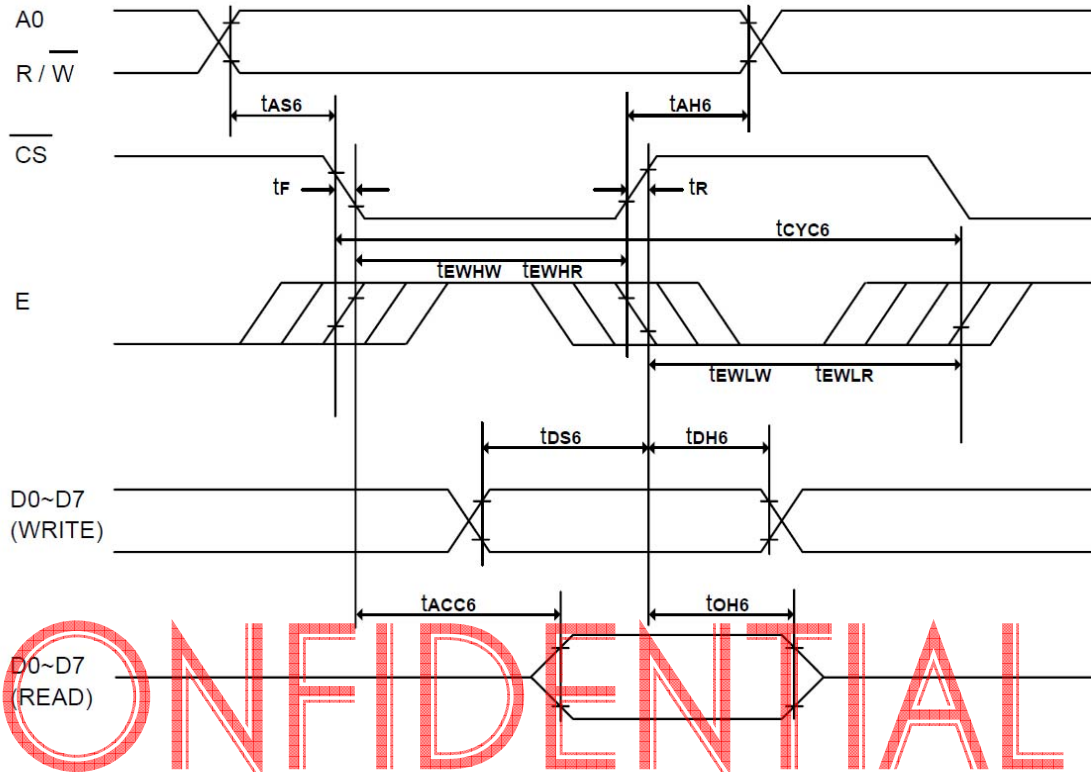 A0
R / W
tAS6
tAH6
CS
tF
tR
tCYC6
tEWHW tEWHR
E
tEWLW tEWLR
tDS6
tDH6
D0~D7
(WRITE)
tACC6
tOH6
D0~D7
(READ)
ONFIDENTIAL